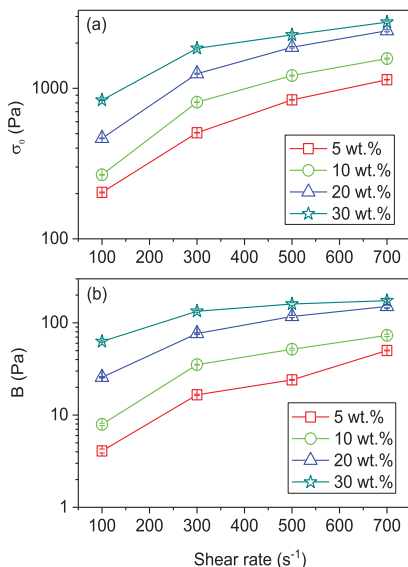 (a)
1000
100
σ₀ (Pa)
5 wt.%
10 wt.%
20 wt.%
30 wt.%
100 200 300 400 500 600 700
(b)
100
10
1
B (Pa)
5 wt.%
10 wt.%
20 wt.%
30 wt.%
100 200 300 400 500 600 700
Shear rate (s⁻¹)